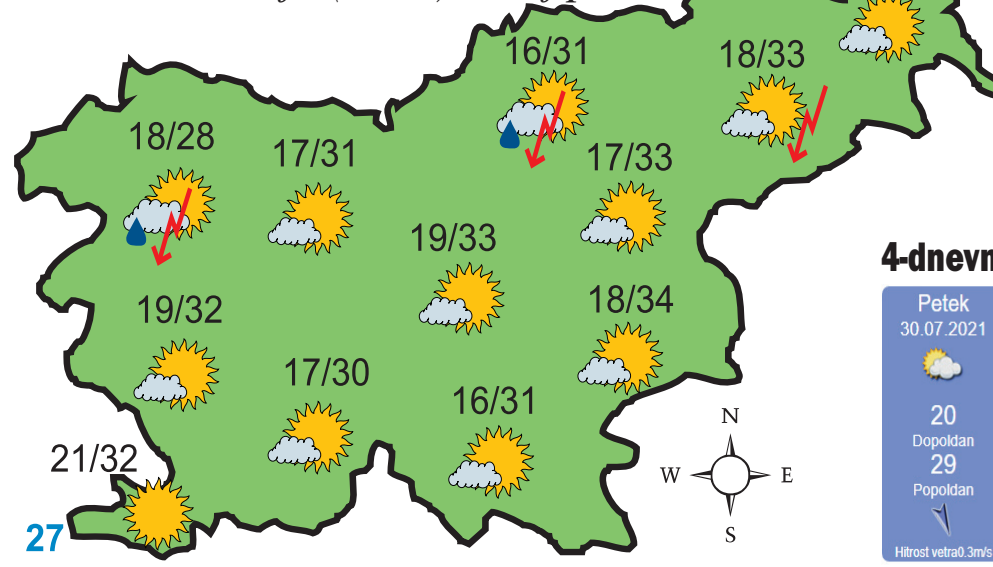 16/31
18/33
18/28
17/31
17/33
19/33
19/32
18/34
17/30
16/31
21/32
27
N
W
E
S
4-dnevn
Petek
30.07.2021
20
Dopoldan
29
Popoldan
Hitrost vetra0.3m/s